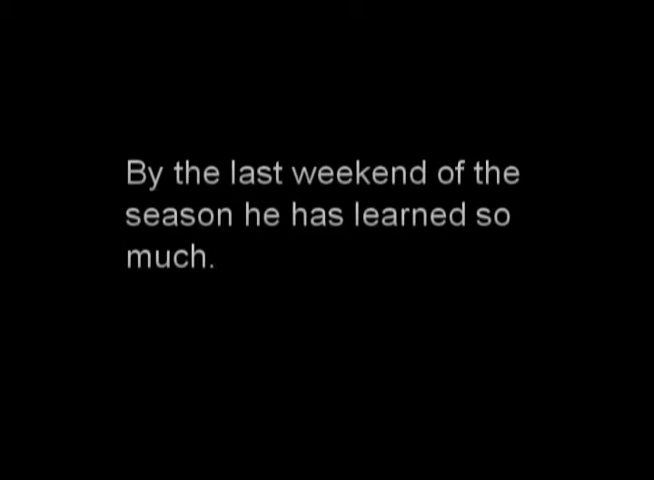 By the last weekend of the
season he has learned so
much.